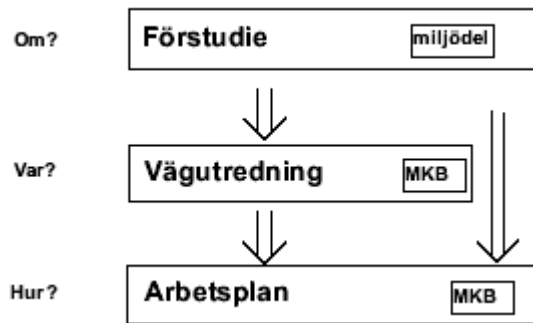 Om? Förstudie miljödel
Var? Vägutredning MKB
Hur? Arbetsplan MKB